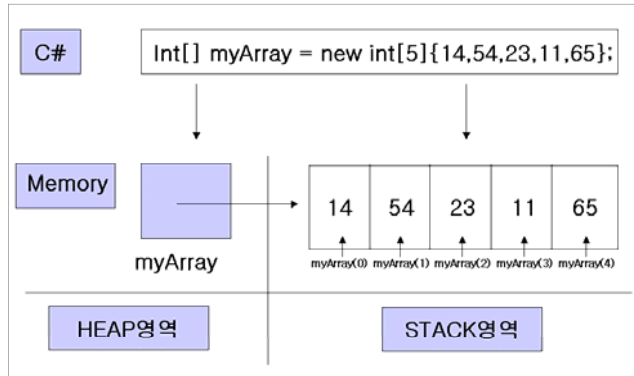 C#
Int[] myArray = new int[5]{14,54,23,11,65};
Memory
14 54 23 11 65
myArray(0) myArray(1) myArray(2) myArray(3) myArray(4)
myArray
HEAP영역
STACK영역